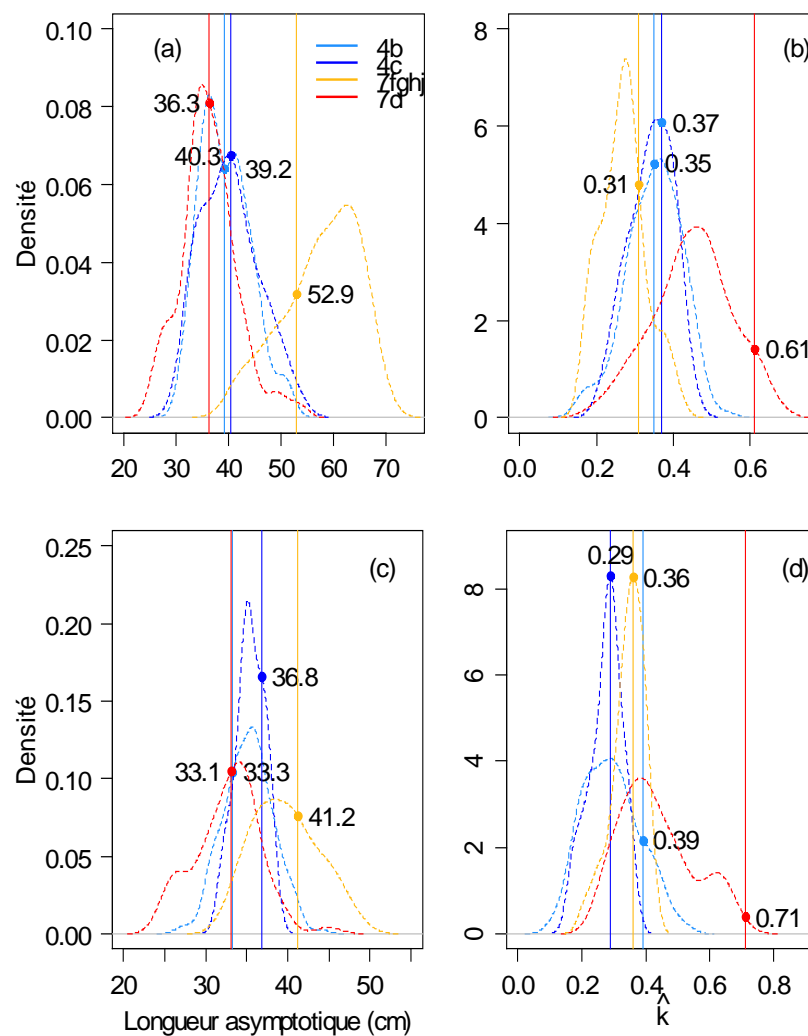 (a)
4b
4c
7fghj
7d
36.3
40.3
39.2
52.9
Densité
0.00 0.02 0.04 0.06 0.08 0.10
20 30 40 50 60 70
(b)
0.37
0.35
0.31
0.61
0 2 4 6 8
0.0 0.2 0.4 0.6
(c)
36.8
33.1
33.3
41.2
Densité
0.00 0.05 0.10 0.15 0.20 0.25
20 30 40 50
Longueur asymptotique (cm)
(d)
0.29
0.36
0.39
0.71
0 2 4 6 8
0.0 0.2 0.4 0.6 0.8
k̂